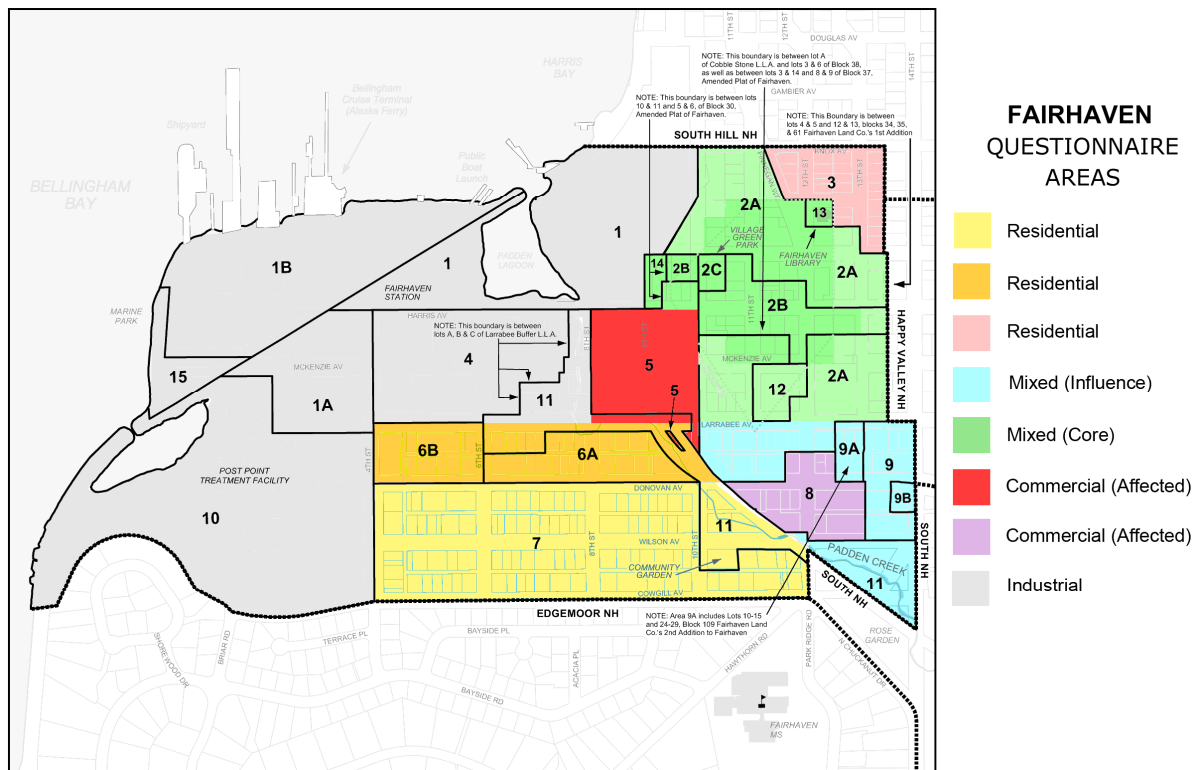 11TH ST
12TH ST
DOUGLAS AV
14TH ST
NOTE: This boundary is between lot A
of Cobble Stone L.L.A. and lots 3 & 6 of Block 38,
as well as between lots 3 & 14 and 8 & 9 of Block 37,
Amended Plat of Fairhaven.
HARRIS
BAY
GAMBIER AV
Bellingham
Cruise Terminal
(Alaska Ferry)
NOTE: This boundary is between lots
10 & 11 and 5 & 6, of Block 30,
Amended Plat of Fairhaven.
NOTE: This Boundary is between
lots 4 & 5 and 12 & 13, blocks 34, 35,
& 61 Fairhaven Land Co.'s 1st Addition
Shipyard
SOUTH HILL NH
KNOX AV
Public
Boat
Launch
12TH ST
13TH ST
3
BELLINGHAM
BAY
2A
13
VILLAGE
GREEN
PARK
1
FAIRHAVEN
LIBRARY
PADDEN
LAGOON
14
2B
2C
2A
1B
1
FAIRHAVEN
STATION
2B
11TH ST
MARINE
PARK
HARRIS AV
NOTE: This boundary is between
lots A, B & C of Larrabee Buffer L.L.A.
8TH ST
9TH ST
HAPPY VALLEY NH
4
5
MCKENZIE AV
MCKENZIE AV
15
2A
12
5
11
1A
LARRABEE AV
6B
6A
9A
9
4TH ST
6TH ST
POST POINT
TREATMENT FACILITY
DONOVAN AV
8
9B
10
11
7
8TH ST
WILSON AV
10TH ST
SOUTH NH
PADDEN CREEK
COMMUNITY
GARDEN
11
SOUTH NH
COWGILL AV
EDGEMOOR NH
NOTE: Area 9A includes Lots 10-15
and 24-29, Block 109 Fairhaven Land
Co.'s 2nd Addition to Fairhaven
BAYSIDE PL
TERRACE PL
BRIAR RD
SHOREWOOD DR
ACACIA PL
BAYSIDE RD
HAWTHORN RD
PARK RIDGE RD
N CHUCKANUT DR
ROSE
GARDEN
FAIRHAVEN
MS
FAIRHAVEN
QUESTIONNAIRE
AREAS
Residential
Residential
Residential
Mixed (Influence)
Mixed (Core)
Commercial (Affected)
Commercial (Affected)
Industrial